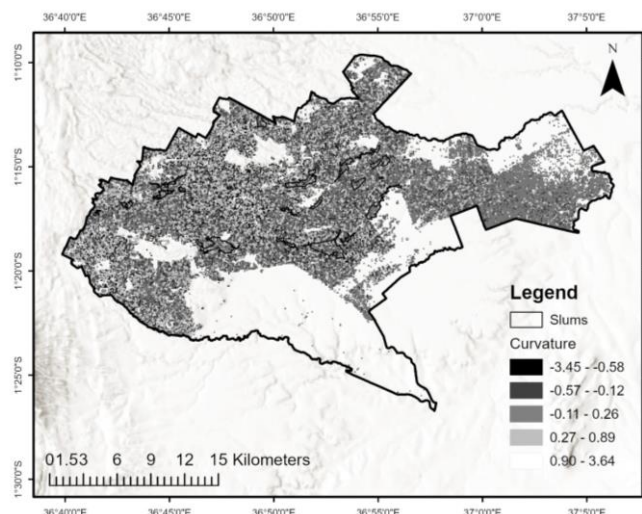 36°40'0"E 36°45'0"E 36°50'0"E 36°55'0"E 37°0'0"E 37°5'0"E
N
1°10'0"S
1°15'0"S
1°20'0"S
1°25'0"S
1°30'0"S
Legend
Slums
Curvature
-3.45 - -0.58
-0.57 - -0.12
-0.11 - 0.26
0.27 - 0.89
0.90 - 3.64
01.53 6 9 12 15 Kilometers
36°40'0"E 36°45'0"E 36°50'0"E 36°55'0"E 37°0'0"E 37°5'0"E